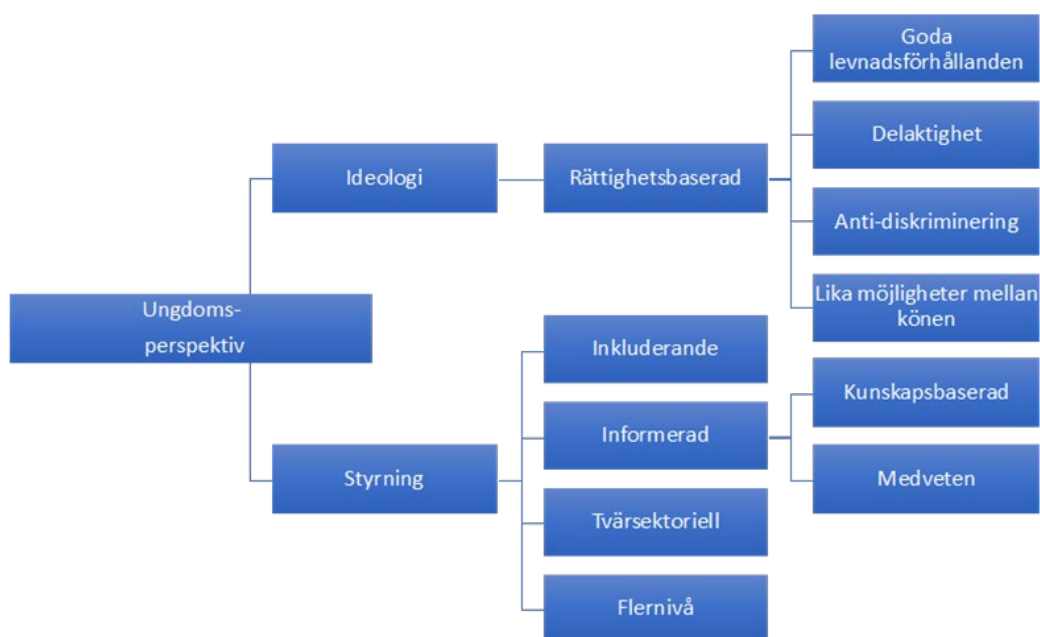 Ungdoms-
perspektiv
Ideologi
Rättighetsbaserad
Goda
levnadsförhållanden
Delaktighet
Anti-diskriminering
Lika möjligheter mellan
könen
Styrning
Inkluderande
Informerad
Kunskapsbaserad
Medveten
Tvärsektoriell
Flernivå